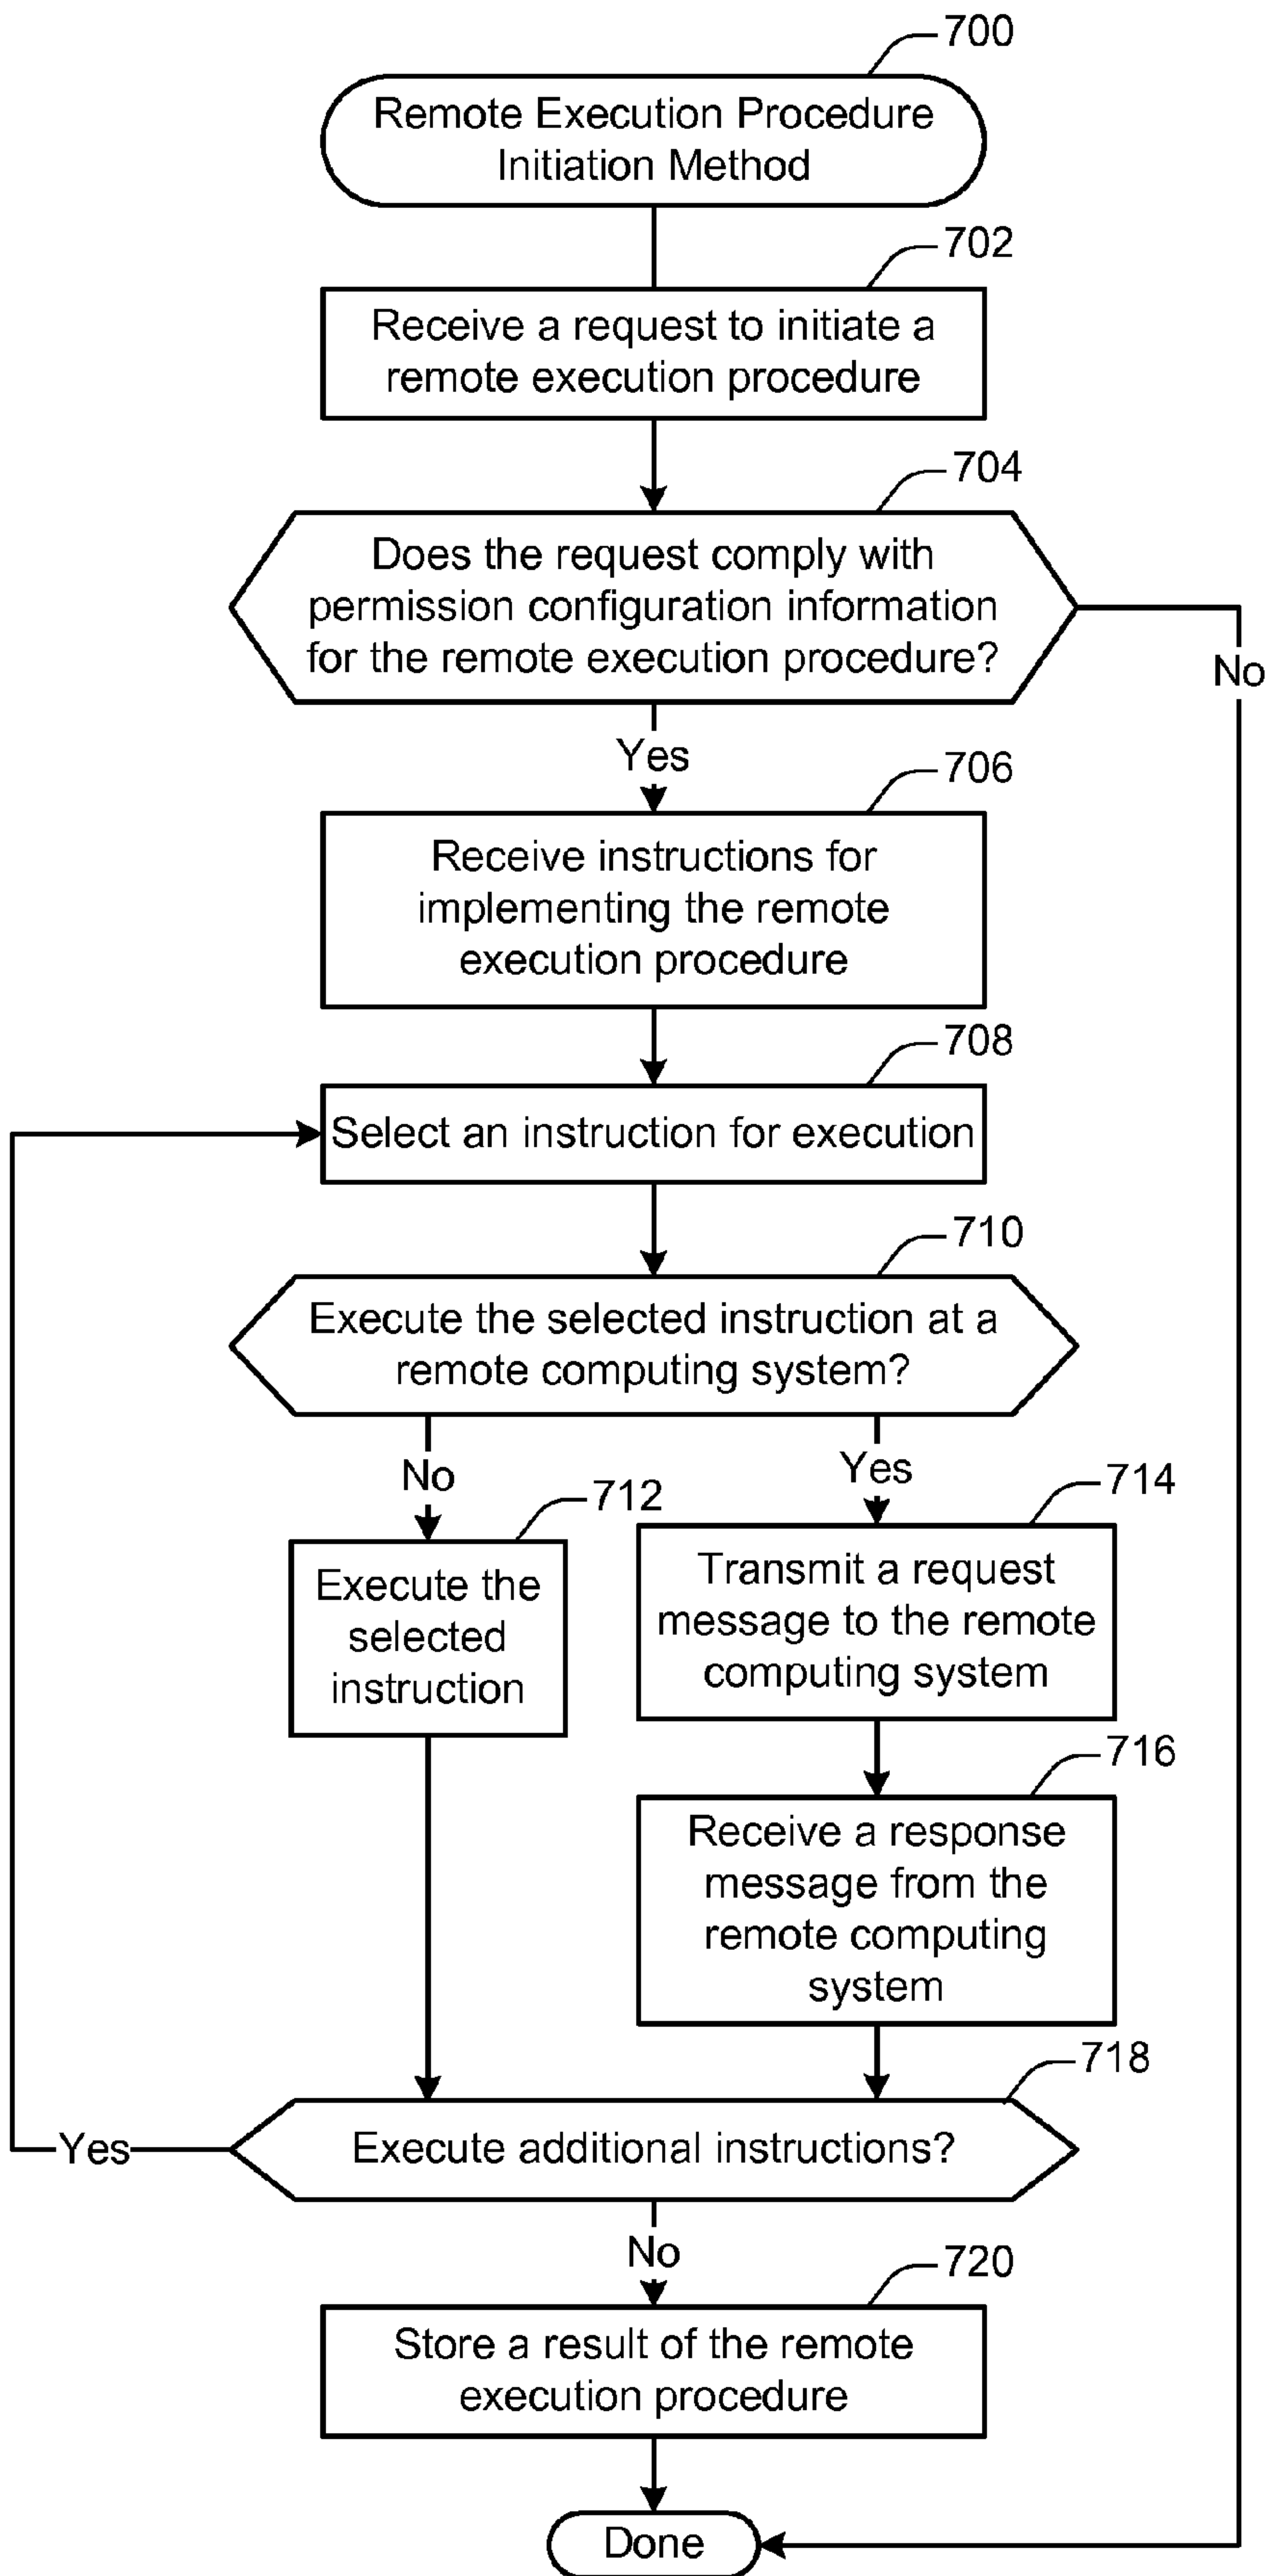 700
Remote Execution Procedure
Initiation Method
702
Receive a request to initiate a
remote execution procedure
704
Does the request comply with
permission configuration information
for the remote execution procedure?
No
Yes
706
Receive instructions for
implementing the remote
execution procedure
708
Select an instruction for execution
710
Execute the selected instruction at a
remote computing system?
No
Yes
712
Execute the
selected
instruction
714
Transmit a request
message to the remote
computing system
716
Receive a response
message from the
remote computing
system
718
Execute additional instructions?
Yes
No
720
Store a result of the remote
execution procedure
Done